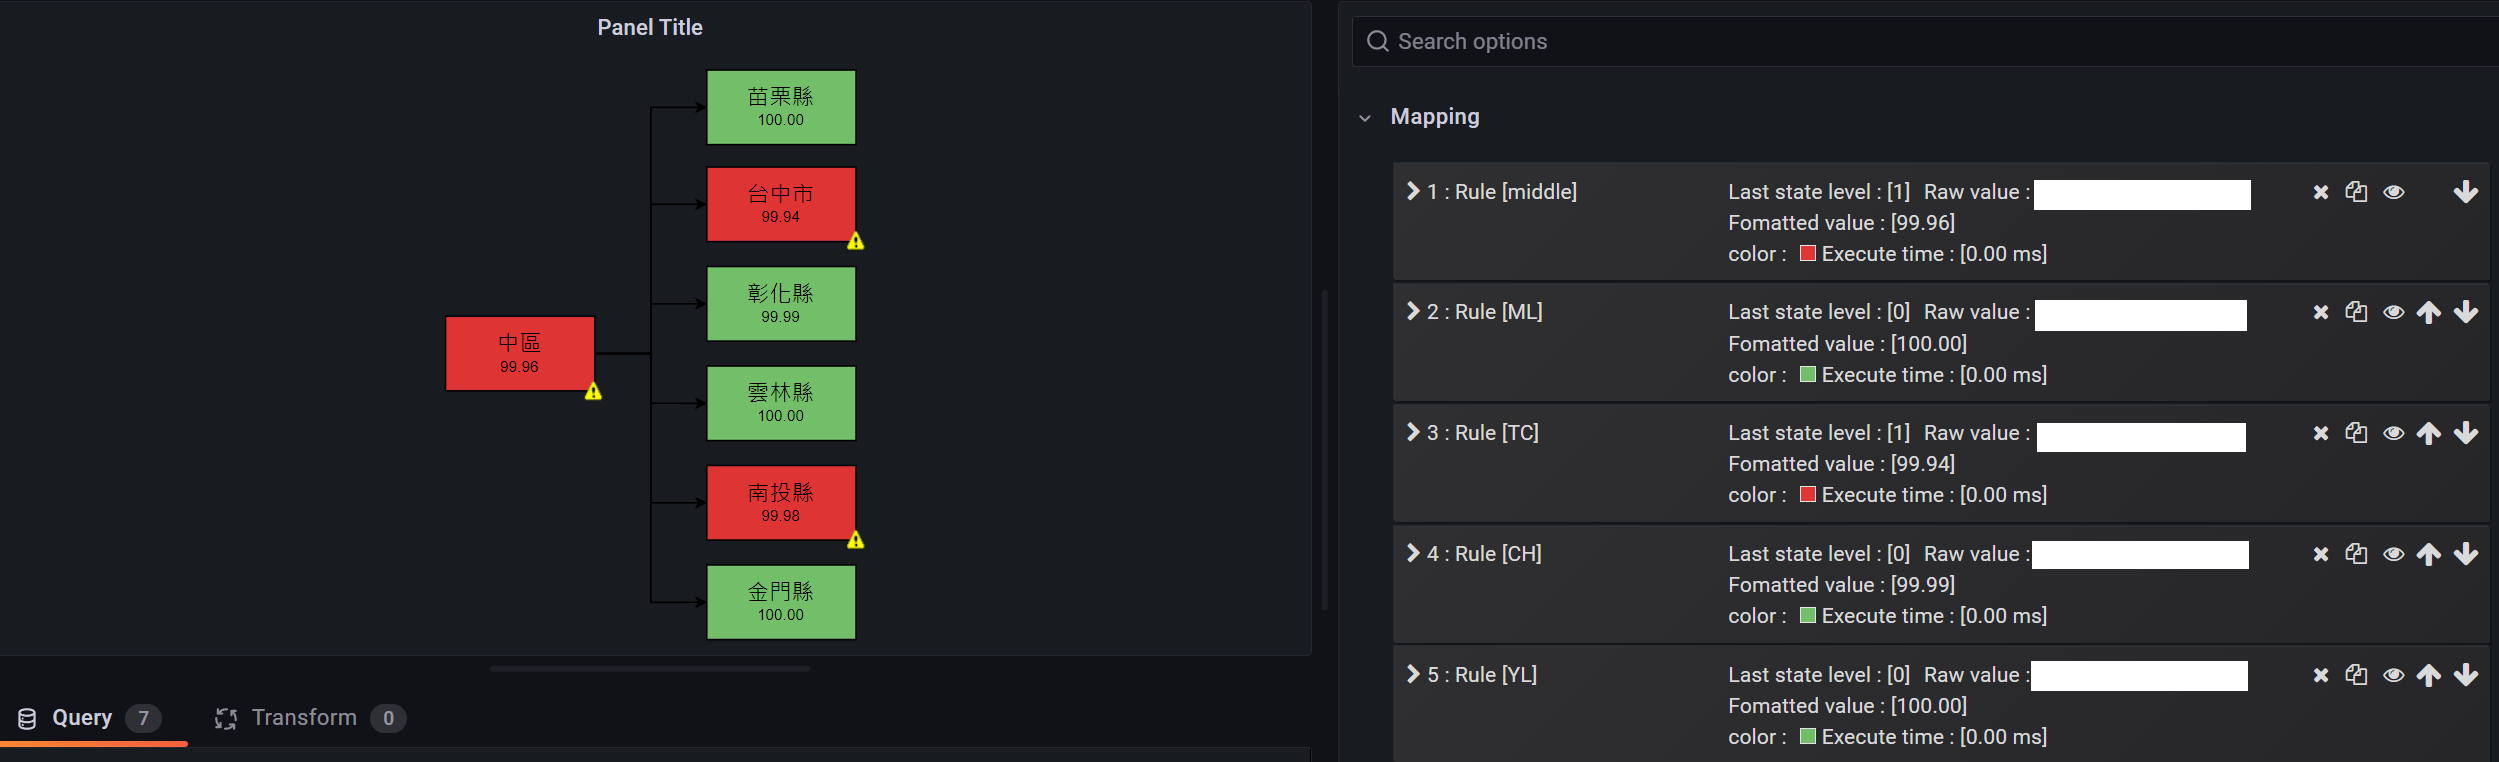 Panel Title
苗栗縣
100.00
台中市
99.94
彰化縣
99.99
中區
99.96
雲林縣
100.00
南投縣
99.98
金門縣
100.00
Query 7 Transform 0
Search options
Mapping
1 : Rule [middle] Last state level : [1] Raw value :
Fomatted value : [99.96]
color : Execute time : [0.00 ms]
2 : Rule [ML] Last state level : [0] Raw value :
Fomatted value : [100.00]
color : Execute time : [0.00 ms]
3 : Rule [TC] Last state level : [1] Raw value :
Fomatted value : [99.94]
color : Execute time : [0.00 ms]
4 : Rule [CH] Last state level : [0] Raw value :
Fomatted value : [99.99]
color : Execute time : [0.00 ms]
5 : Rule [YL] Last state level : [0] Raw value :
Fomatted value : [100.00]
color : Execute time : [0.00 ms]